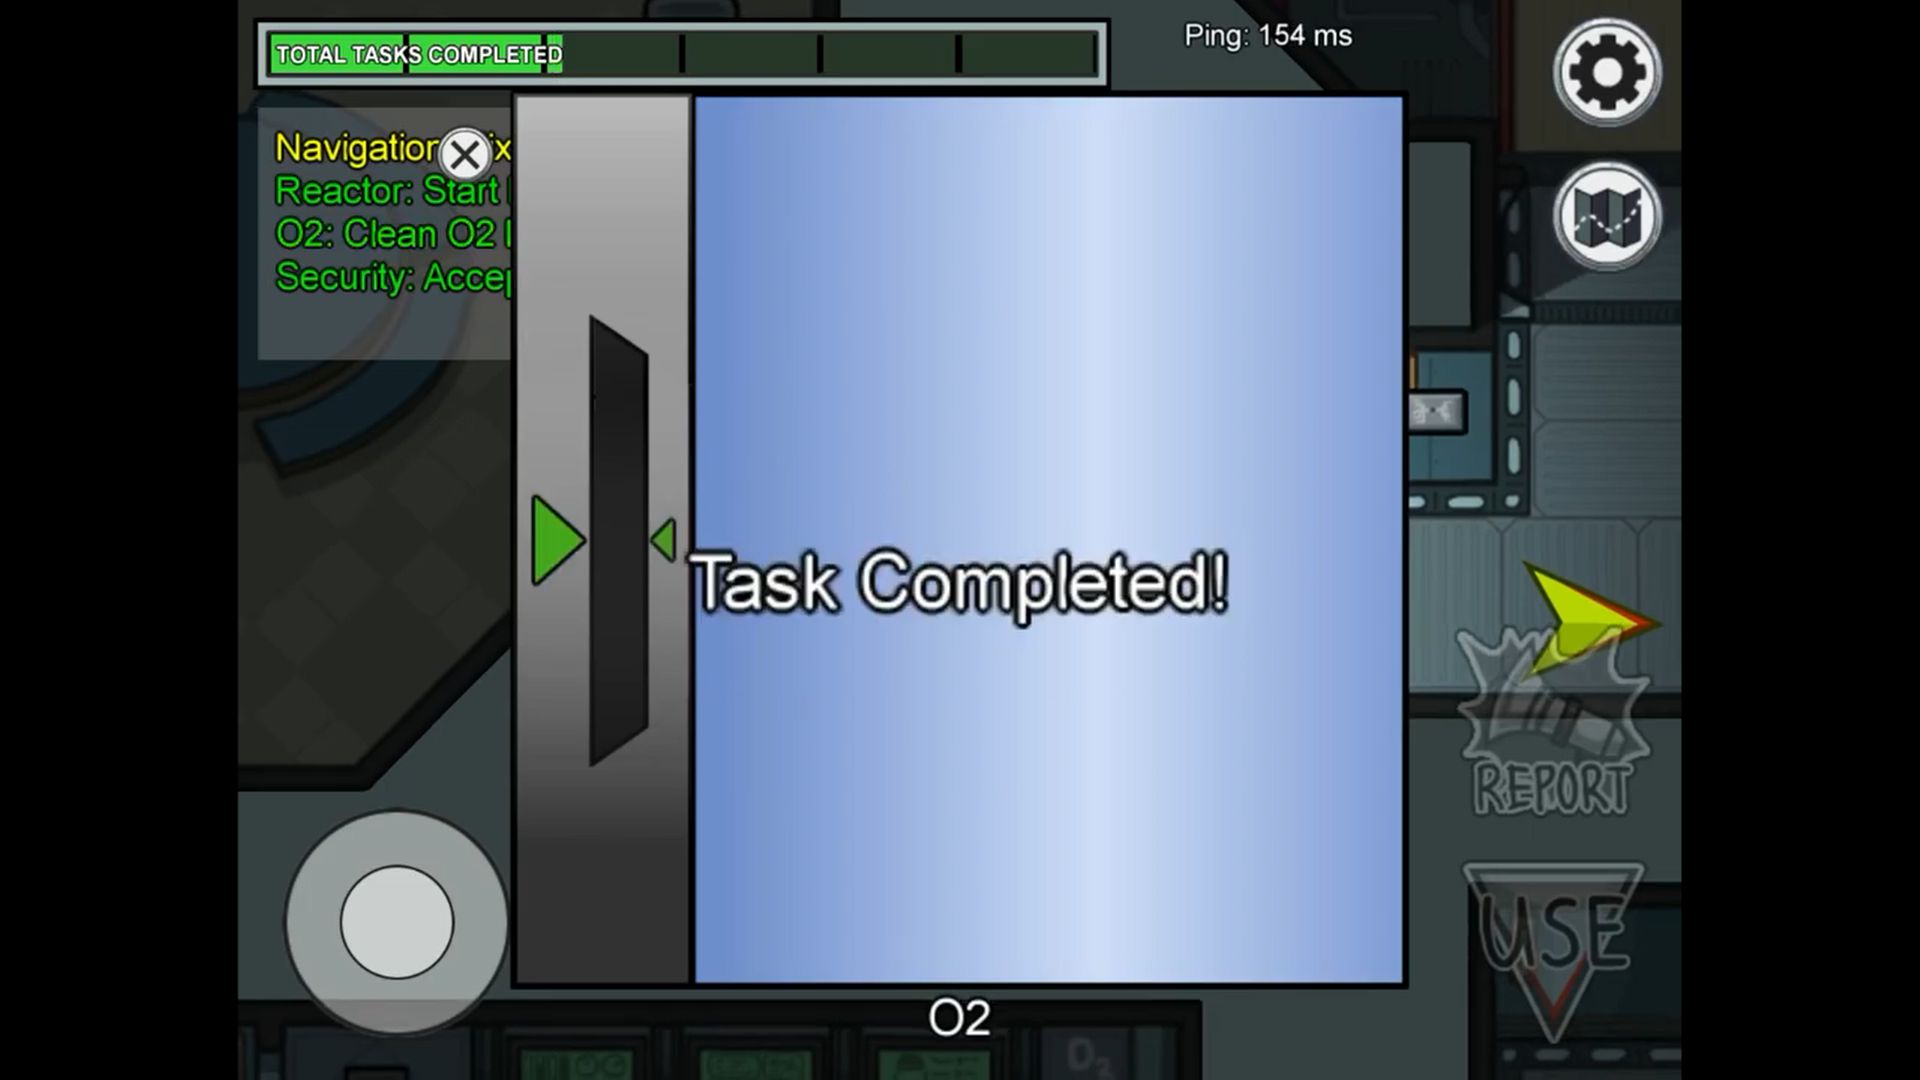 TOTAL TASKS COMPLETED
Ping: 154 ms
Navigation
Reactor: Start
O2: Clean O2
Security: Accep
Task Completed!
REPORT
USE
O2
O2